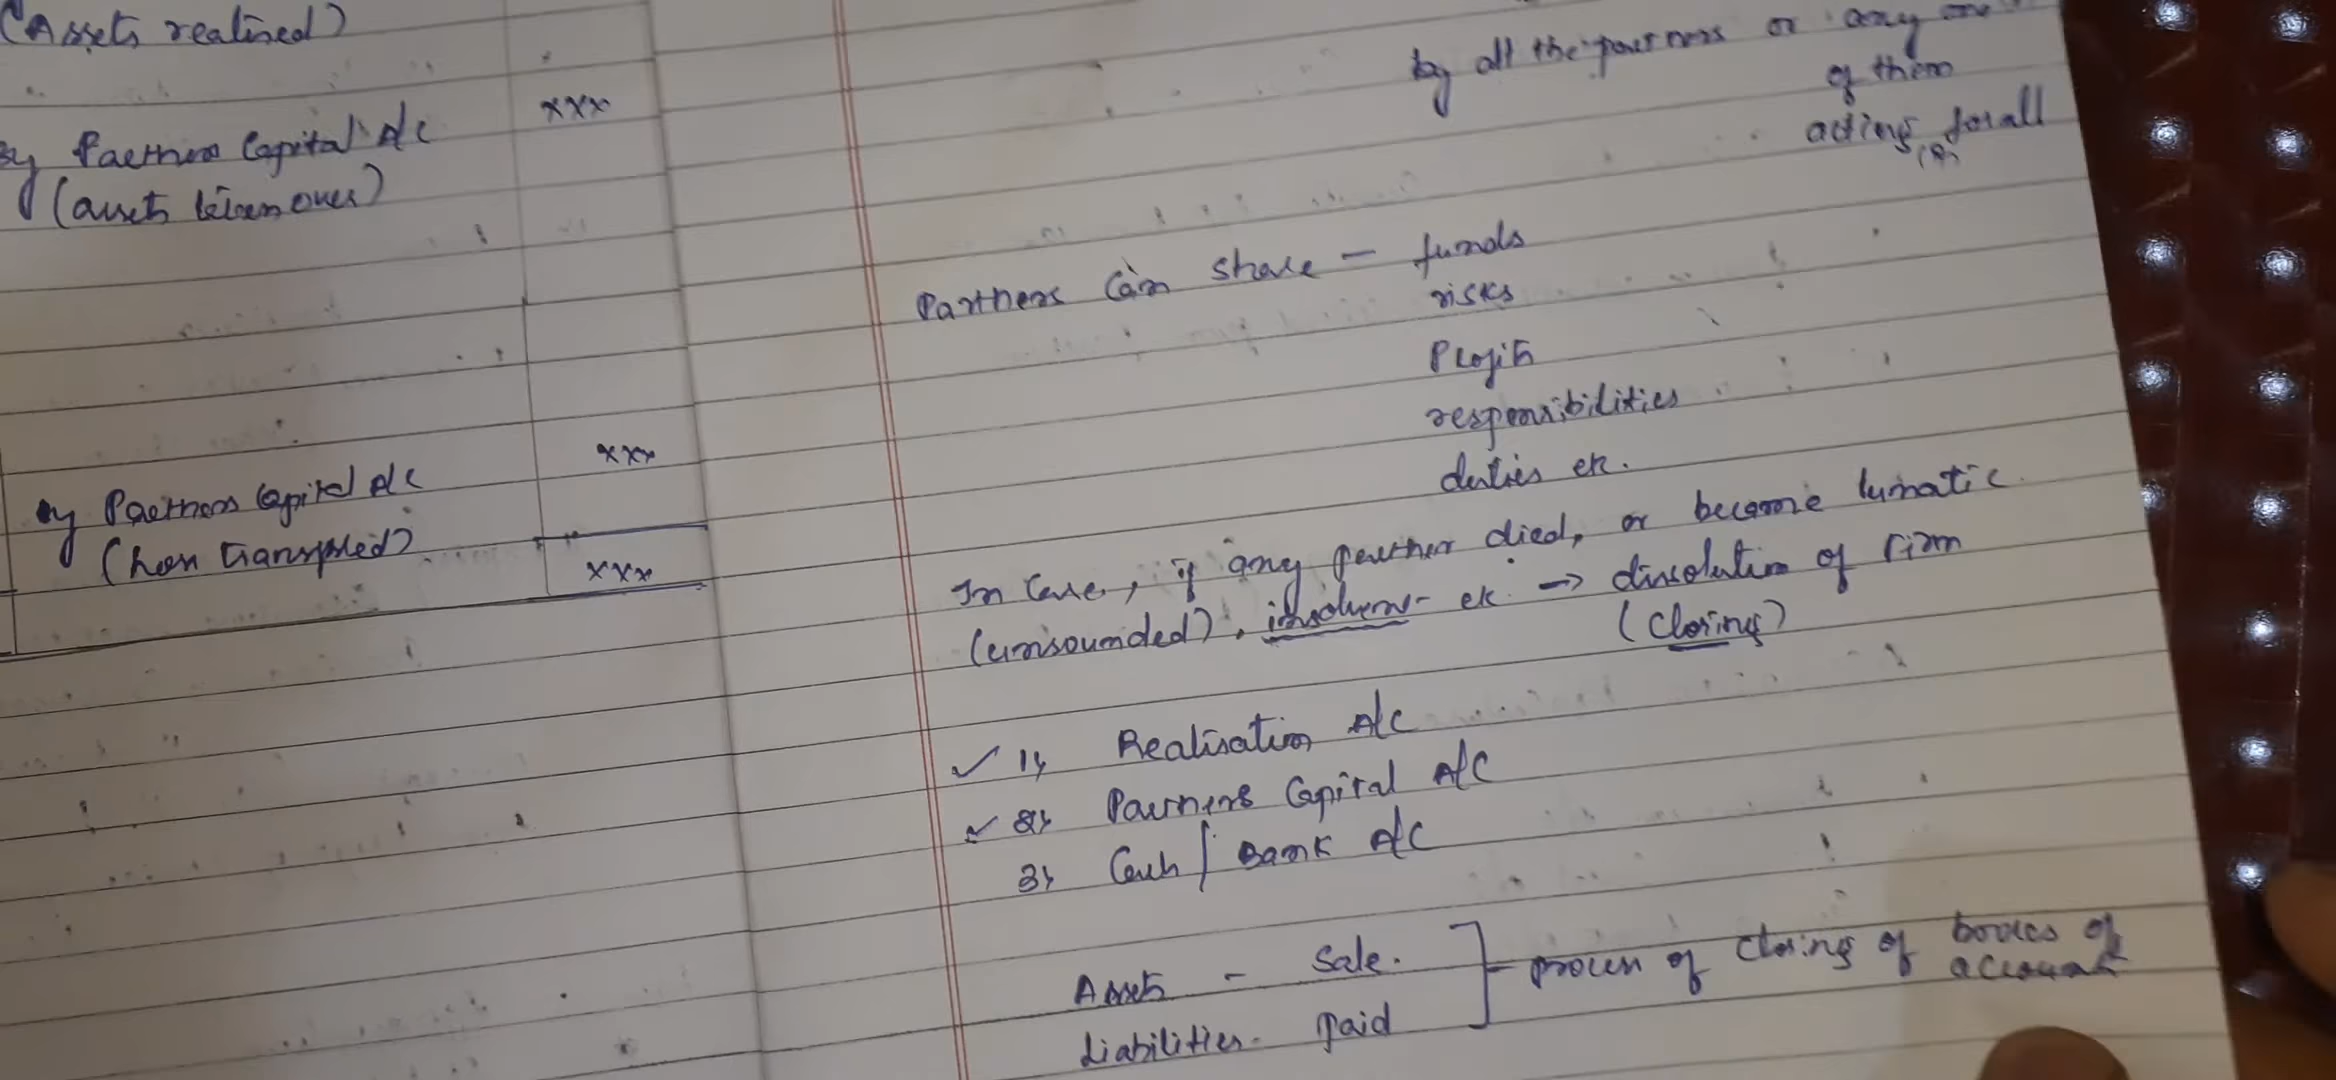 (Assets realised)
By Partners Capital A/c xxx
(assets taken over)
By Partners Capital A/c xxx
(loss transfered)
xxx
by all the partners or any one
of them
acting for all
Partners can share - funds
risks
Profits
responsibilities
duties etc.
In case, if any partner died, or become lunatic
(unsounded), insolven- etc. → dissolution of firm
(Closing)
✓ 1) Realisation A/C
✓ 2) Partners Capital A/C
3) Cash / Bank A/C
Assets - Sale.
Liabilities - Paid
process of closing of books of
account